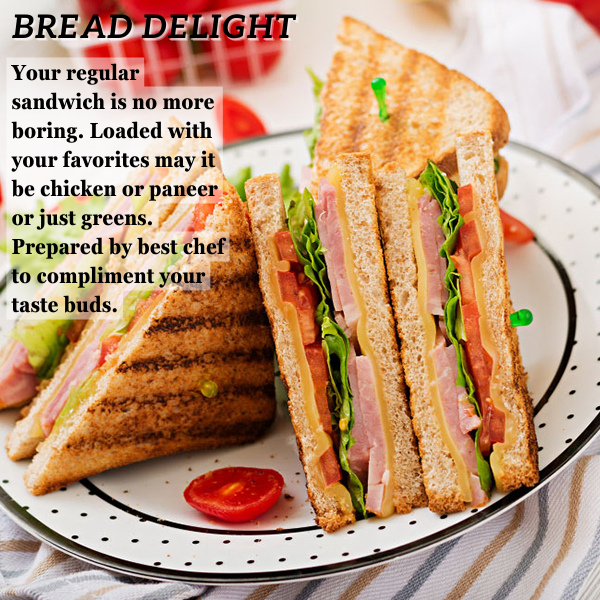 BREAD DELIGHT
Your regular
sandwich is no more
boring. Loaded with
your favorites may it
be chicken or paneer
or just greens.
Prepared by best chef
to compliment your
taste buds.